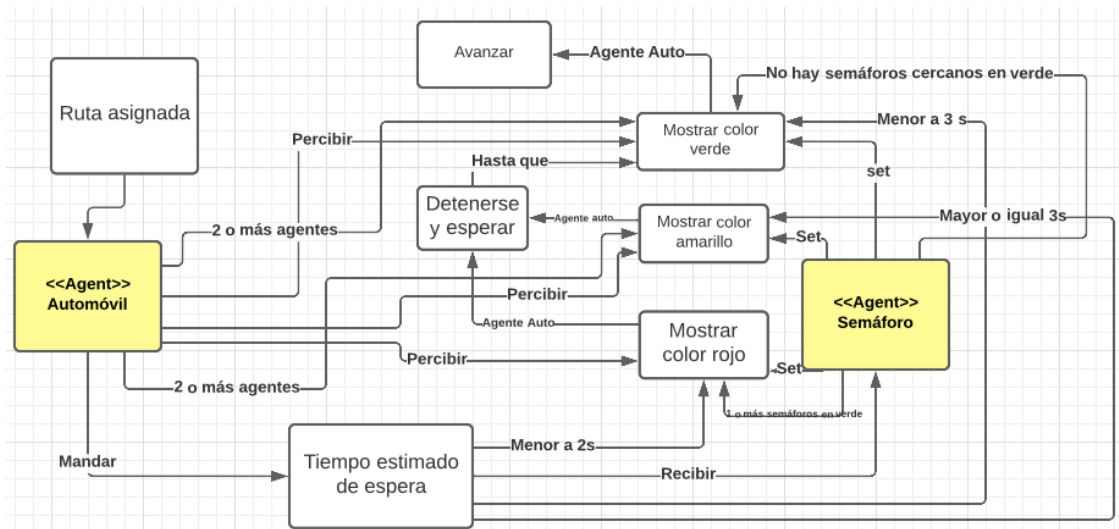 Avanzar
Agente Auto
No hay semáforos cercanos en verde
Ruta asignada
Mostrar color
verde
Menor a 3 s
Percibir
Hasta que
set
Detenerse
y esperar
Agente auto
Mostrar color
amarillo
Mayor o igual 3s
2 o más agentes
Set
<<Agent>>
Automóvil
Percibir
<<Agent>>
Semáforo
Agente Auto
Mostrar
color rojo
Percibir
Set
2 o más agentes
1 o más semáforos en verde
Mandar
Tiempo estimado
de espera
Menor a 2s
Recibir